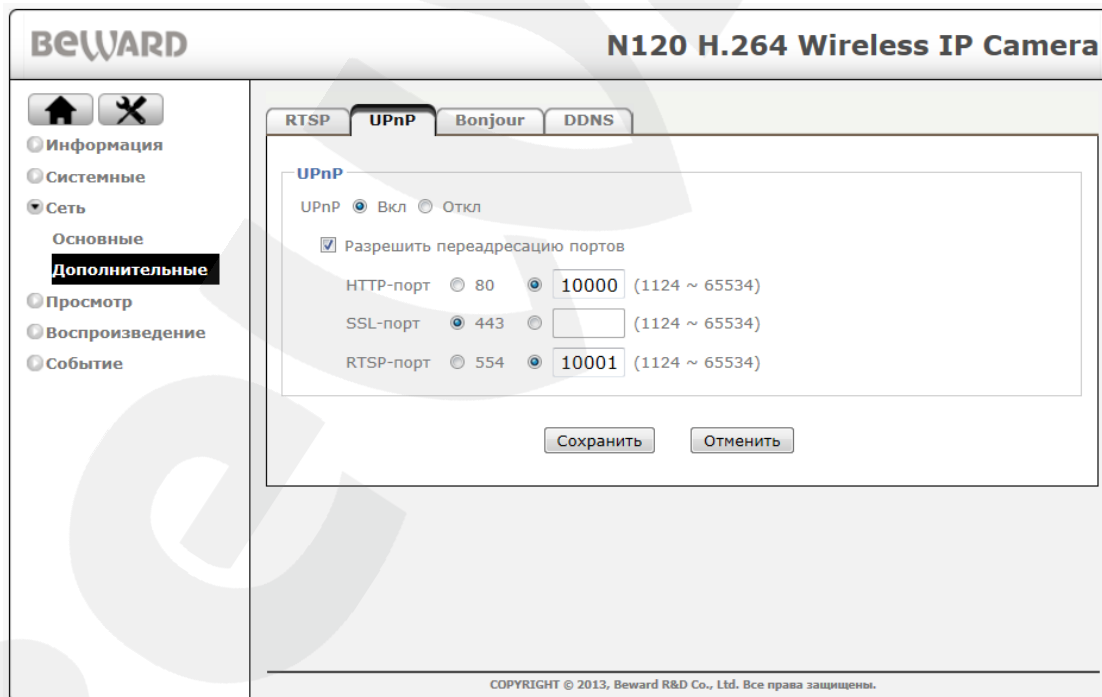 BEWARD
N120 H.264 Wireless IP Camera
Информация
Системные
Сеть
Основные
Дополнительные
Просмотр
Воспроизведение
Событие
RTSP UPnP Bonjour DDNS
UPnP
UPnP Вкл Откл
Разрешить переадресацию портов
HTTP-порт 80 10000 (1124 ~ 65534)
SSL-порт 443 (1124 ~ 65534)
RTSP-порт 554 10001 (1124 ~ 65534)
Сохранить Отменить
COPYRIGHT © 2013, Beward R&D Co., Ltd. Все права защищены.